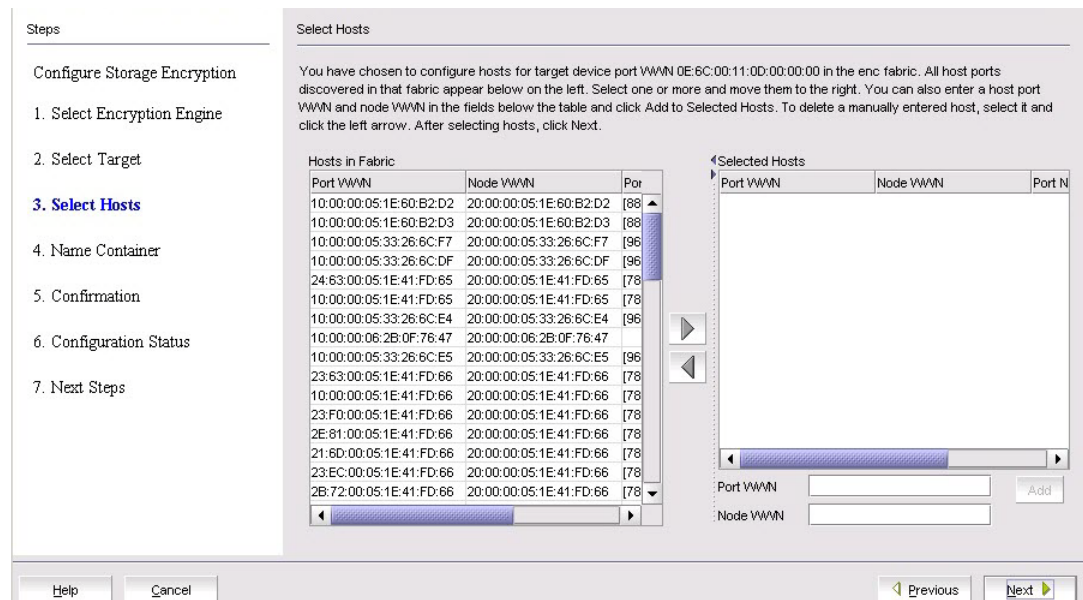 Steps
Configure Storage Encryption
1. Select Encryption Engine
2. Select Target
3. Select Hosts
4. Name Container
5. Confirmation
6. Configuration Status
7. Next Steps
Select Hosts
You have chosen to configure hosts for target device port WWN 0E:6C:00:11:0D:00:00:00 in the enc fabric. All host ports
discovered in that fabric appear below on the left. Select one or more and move them to the right. You can also enter a host port
WWN and node WWN in the fields below the table and click Add to Selected Hosts. To delete a manually entered host, select it and
click the left arrow. After selecting hosts, click Next.
Hosts in Fabric
Port WWN Node WWN Por
10:00:00:05:1E:60:B2:D2 20:00:00:05:1E:60:B2:D2 [88
10:00:00:05:1E:60:B2:D3 20:00:00:05:1E:60:B2:D3 [88
10:00:00:05:33:26:6C:F7 20:00:00:05:33:26:6C:F7 [96
10:00:00:05:33:26:6C:DF 20:00:00:05:33:26:6C:DF [96
24:63:00:05:1E:41:FD:65 20:00:00:05:1E:41:FD:65 [78
10:00:00:05:1E:41:FD:65 20:00:00:05:1E:41:FD:65 [78
10:00:00:05:33:26:6C:E4 20:00:00:05:33:26:6C:E4 [96
10:00:00:06:2B:0F:76:47 20:00:00:06:2B:0F:76:47
10:00:00:05:33:26:6C:E5 20:00:00:05:33:26:6C:E5 [96
23:63:00:05:1E:41:FD:66 20:00:00:05:1E:41:FD:66 [78
10:00:00:05:1E:41:FD:66 20:00:00:05:1E:41:FD:66 [78
23:F0:00:05:1E:41:FD:66 20:00:00:05:1E:41:FD:66 [78
2E:81:00:05:1E:41:FD:66 20:00:00:05:1E:41:FD:66 [78
21:6D:00:05:1E:41:FD:66 20:00:00:05:1E:41:FD:66 [78
23:EC:00:05:1E:41:FD:66 20:00:00:05:1E:41:FD:66 [78
2B:72:00:05:1E:41:FD:66 20:00:00:05:1E:41:FD:66 [78
Selected Hosts
Port WWN Node WWN Port N
Port WWN
Add
Node WWN
Help Cancel Previous Next